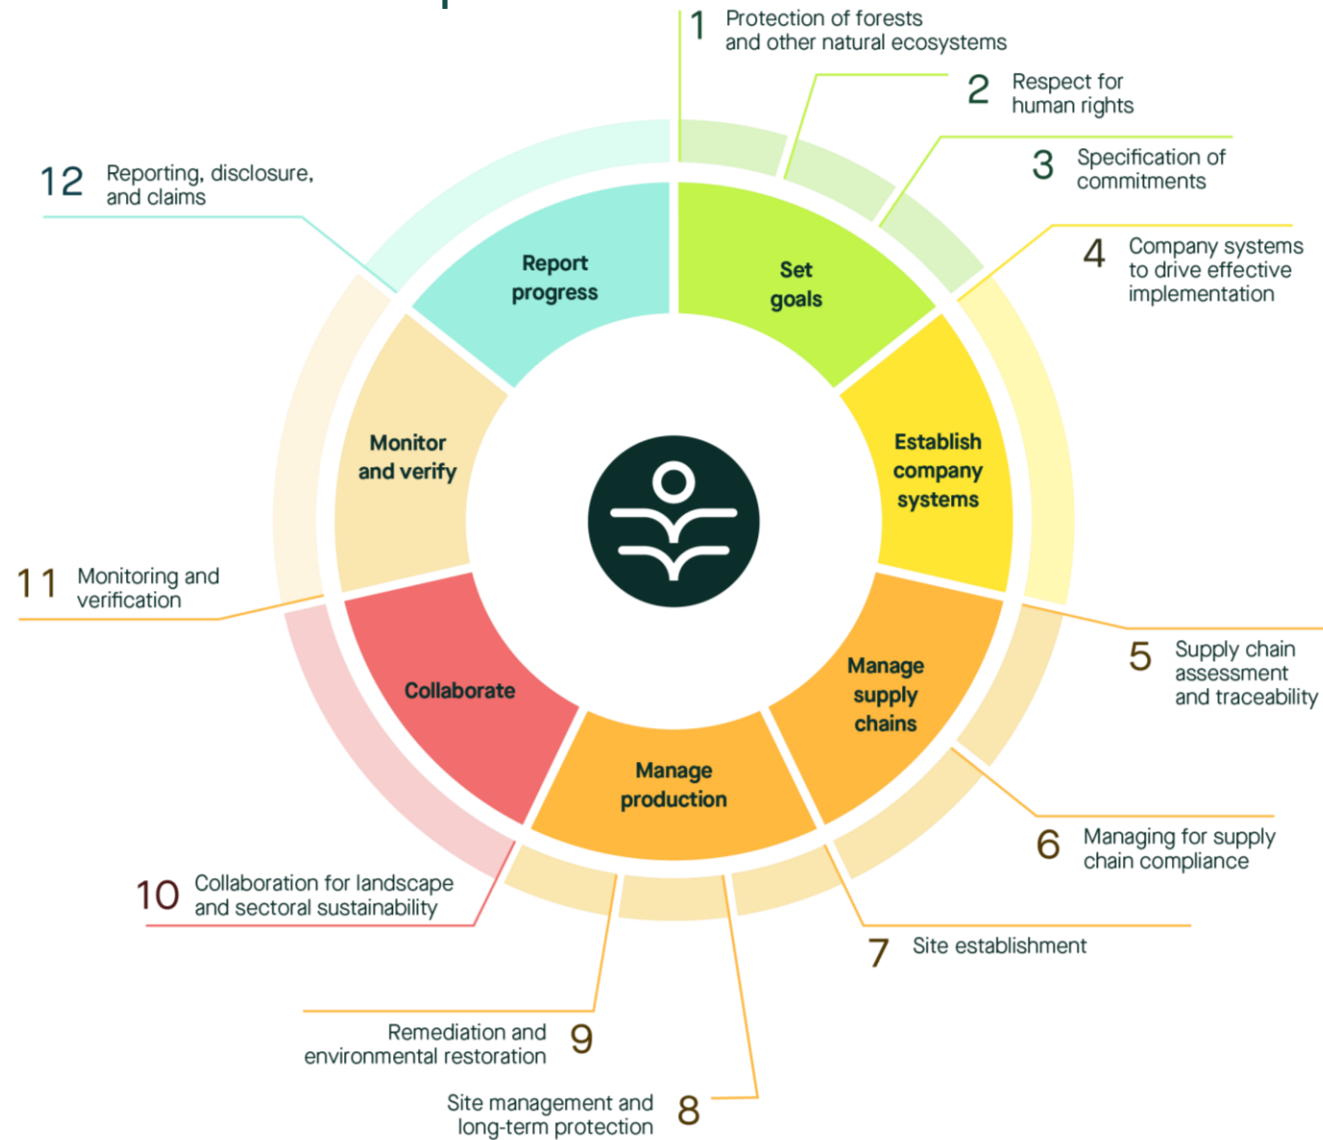 1
Protection of forests
and other natural ecosystems
2
Respect for
human rights
3
Specification of
commitments
4
Company systems
to drive effective
implementation
5
Supply chain
assessment
and traceability
6
Managing for supply
chain compliance
7
Site establishment
8
Site management and
long-term protection
9
Remediation and
environmental restoration
10
Collaboration for landscape
and sectoral sustainability
11
Monitoring and
verification
12
Reporting, disclosure,
and claims
Set
goals
Establish
company
systems
Manage
supply
chains
Manage
production
Collaborate
Monitor
and verify
Report
progress